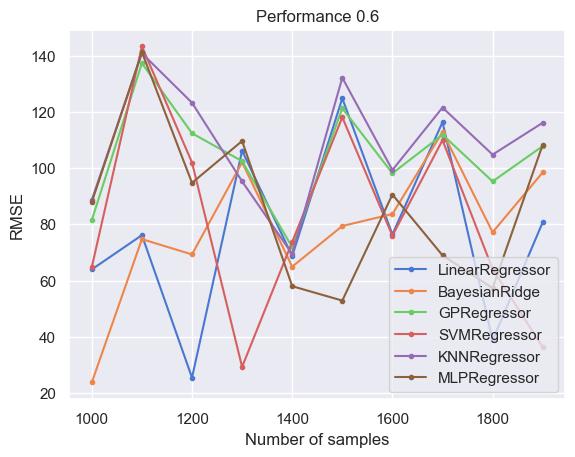 Performance 0.6
RMSE
140
120
100
80
60
40
20
LinearRegressor
BayesianRidge
GPRegressor
SVMRegressor
KNNRegressor
MLPRegressor
1000 1200 1400 1600 1800
Number of samples